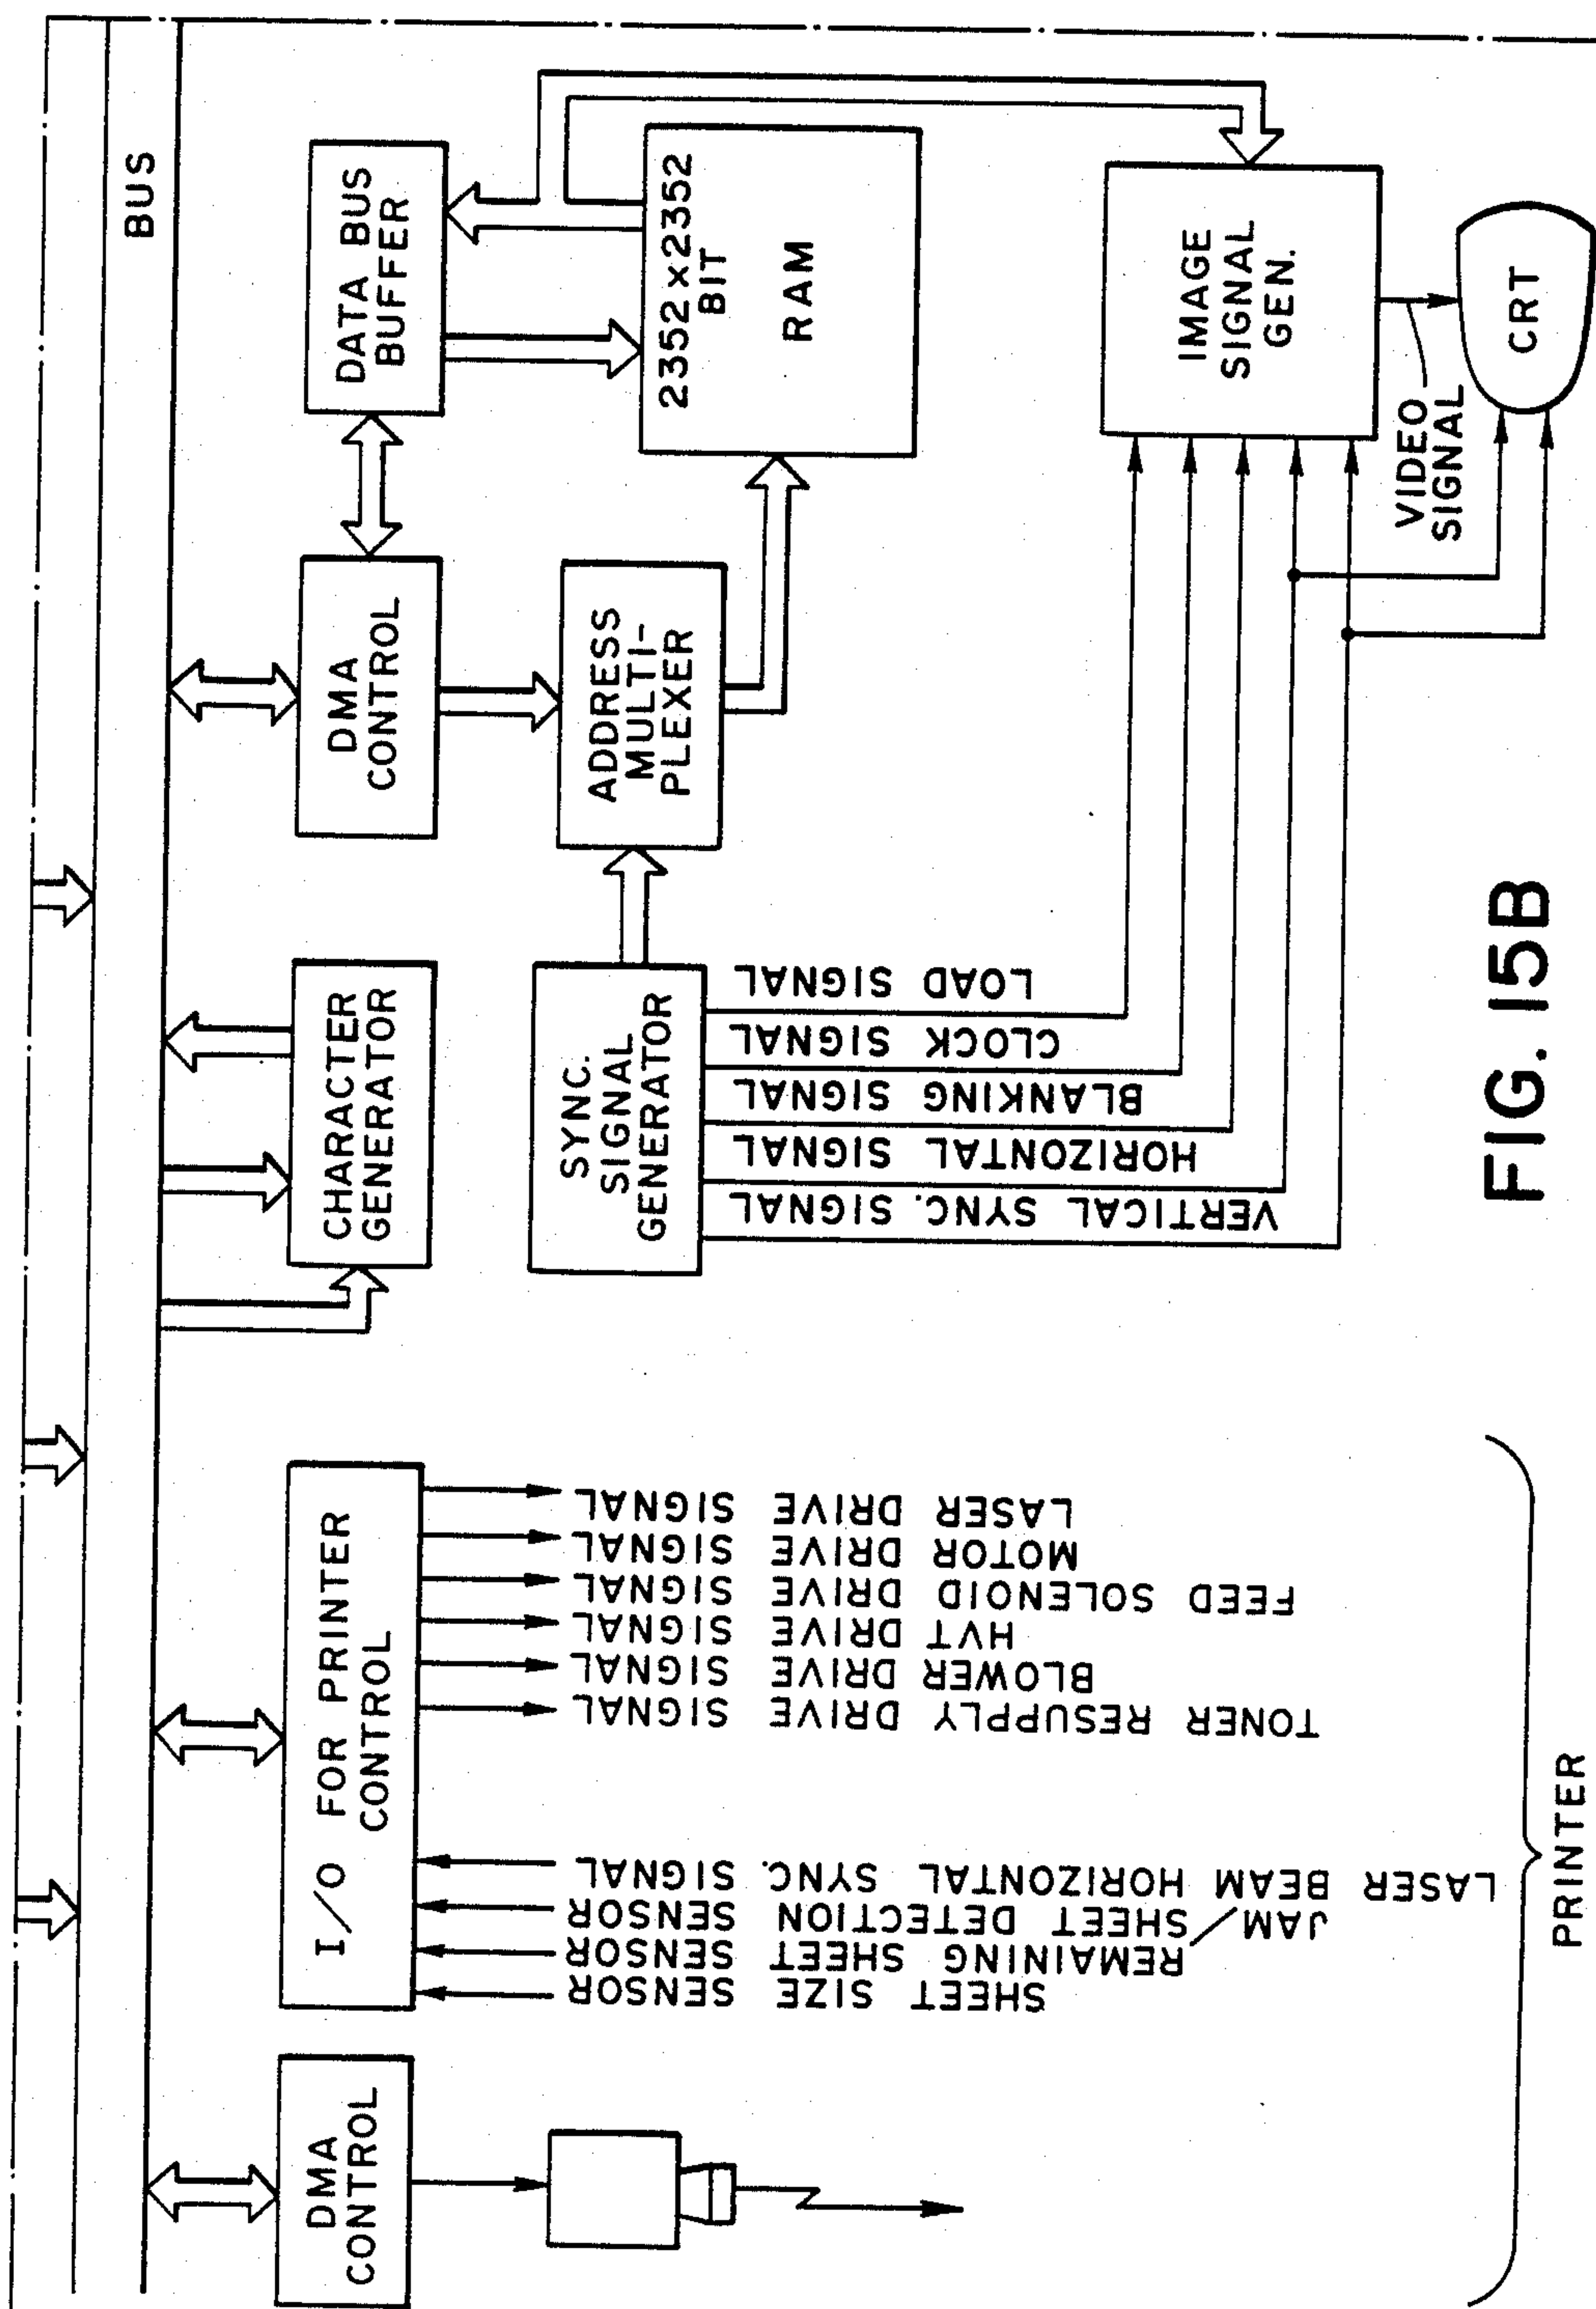 BUS
DMA
CONTROL
I/O FOR PRINTER
CONTROL
CHARACTER
GENERATOR
DMA
CONTROL
DATA BUS
BUFFER
SHEET SIZE SENSOR
REMAINING SHEET SENSOR
JAM/SHEET DETECTION SENSOR
LASER BEAM HORIZONTAL SYNC. SIGNAL
TONER RESUPPLY DRIVE SIGNAL
BLOWER DRIVE SIGNAL
HVT DRIVE SIGNAL
FEED SOLENOID DRIVE SIGNAL
MOTOR DRIVE SIGNAL
LASER DRIVE SIGNAL
PRINTER
SYNC.
SIGNAL
GENERATOR
ADDRESS
MULTI-
PLEXER
2352x2352
BIT
RAM
VERTICAL SYNC. SIGNAL
HORIZONTAL SIGNAL
BLANKING SIGNAL
CLOCK SIGNAL
LOAD SIGNAL
IMAGE
SIGNAL
GEN.
VIDEO
SIGNAL
CRT
FIG. 15B